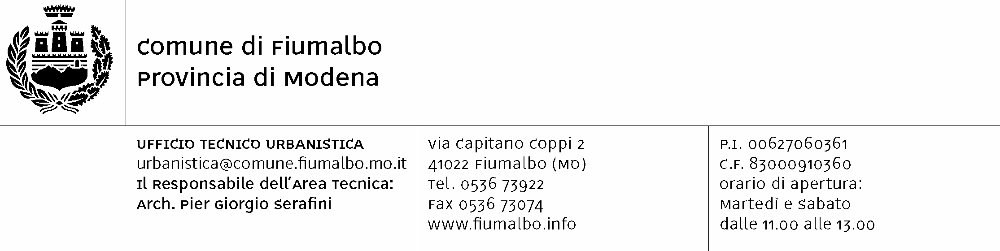 Comune di Fiumalbo
Provincia di Modena
UFFICIO TECNICO URBANISTICA
urbanistica@comune.fiumalbo.mo.it
Il Responsabile dell'Area Tecnica:
Arch. Pier Giorgio Serafini
via Capitano Coppi 2
41022 Fiumalbo (MO)
Tel. 0536 73922
Fax 0536 73074
www.fiumalbo.info
P.I. 00627060361
C.F. 83000910360
orario di apertura:
Martedì e Sabato
dalle 11.00 alle 13.00